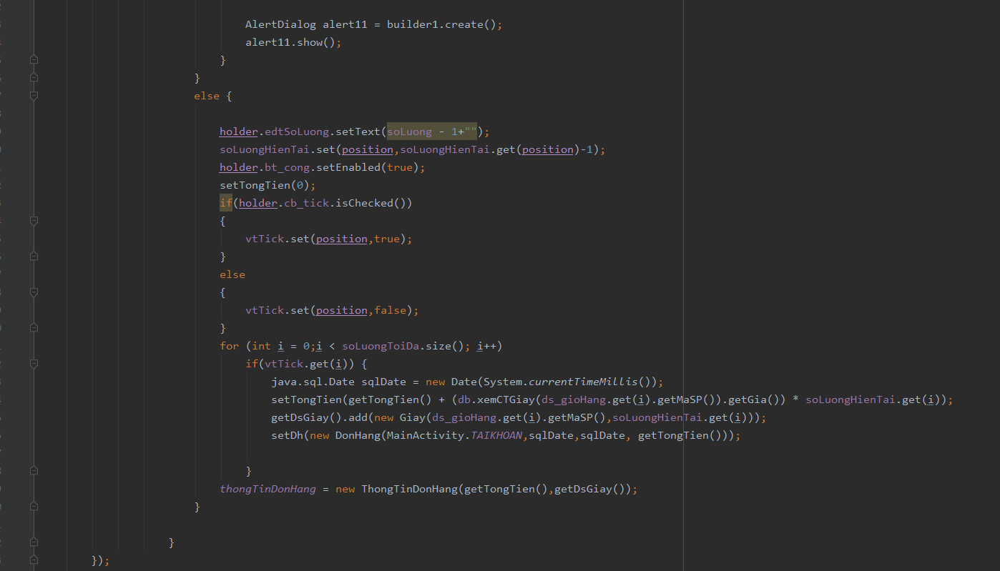 AlertDialog alert11 = builder1.create();
alert11.show();
}
}
else {
holder.edtSoLuong.setText(soLuong - 1+"");
soLuongHienTai.set(position,soLuongHienTai.get(position)-1);
holder.bt_cong.setEnabled(true);
setTongTien(0);
if(holder.cb_tick.isChecked())
{
vtTick.set(position,true);
}
else
{
vtTick.set(position,false);
}
for (int i = 0;i < soLuongToiDa.size(); i++)
if(vtTick.get(i)) {
java.sql.Date sqlDate = new Date(System.currentTimeMillis());
setTongTien(getTongTien() + (db.xemCTGiay(ds_gioHang.get(i).getMaSP()).getGia()) * soLuongHienTai.get(i));
getDsGiay().add(new Giay(ds_gioHang.get(i).getMaSP(),soLuongHienTai.get(i)));
setDh(new DonHang(MainActivity.TAIKHOAN,sqlDate,sqlDate, getTongTien()));
}
thongTinDonHang = new ThongTinDonHang(getTongTien(),getDsGiay());
}
}
});